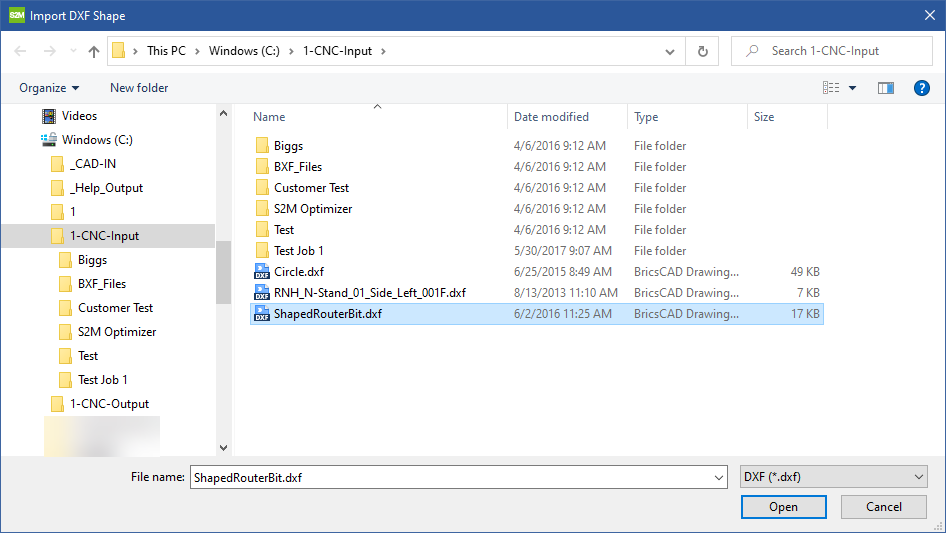 S2M Import DXF Shape
This PC > Windows (C:) > 1-CNC-Input >
Search 1-CNC-Input
Organize New folder
?
Videos
Windows (C:)
_CAD-IN
_Help_Output
1
1-CNC-Input
Biggs
BXF_Files
Customer Test
S2M Optimizer
Test
Test Job 1
1-CNC-Output
Name Date modified Type Size
Biggs 4/6/2016 9:12 AM File folder
BXF_Files 4/6/2016 9:12 AM File folder
Customer Test 4/6/2016 9:12 AM File folder
S2M Optimizer 4/6/2016 9:12 AM File folder
Test 4/6/2016 9:12 AM File folder
Test Job 1 5/30/2017 9:07 AM File folder
DXF Circle.dxf 6/25/2015 8:49 AM BricsCAD Drawing... 49 KB
DXF RNH_N-Stand_01_Side_Left_001F.dxf 8/13/2013 11:10 AM BricsCAD Drawing... 7 KB
DXF ShapedRouterBit.dxf 6/2/2016 11:25 AM BricsCAD Drawing... 17 KB
File name: ShapedRouterBit.dxf DXF (*.dxf)
Open Cancel